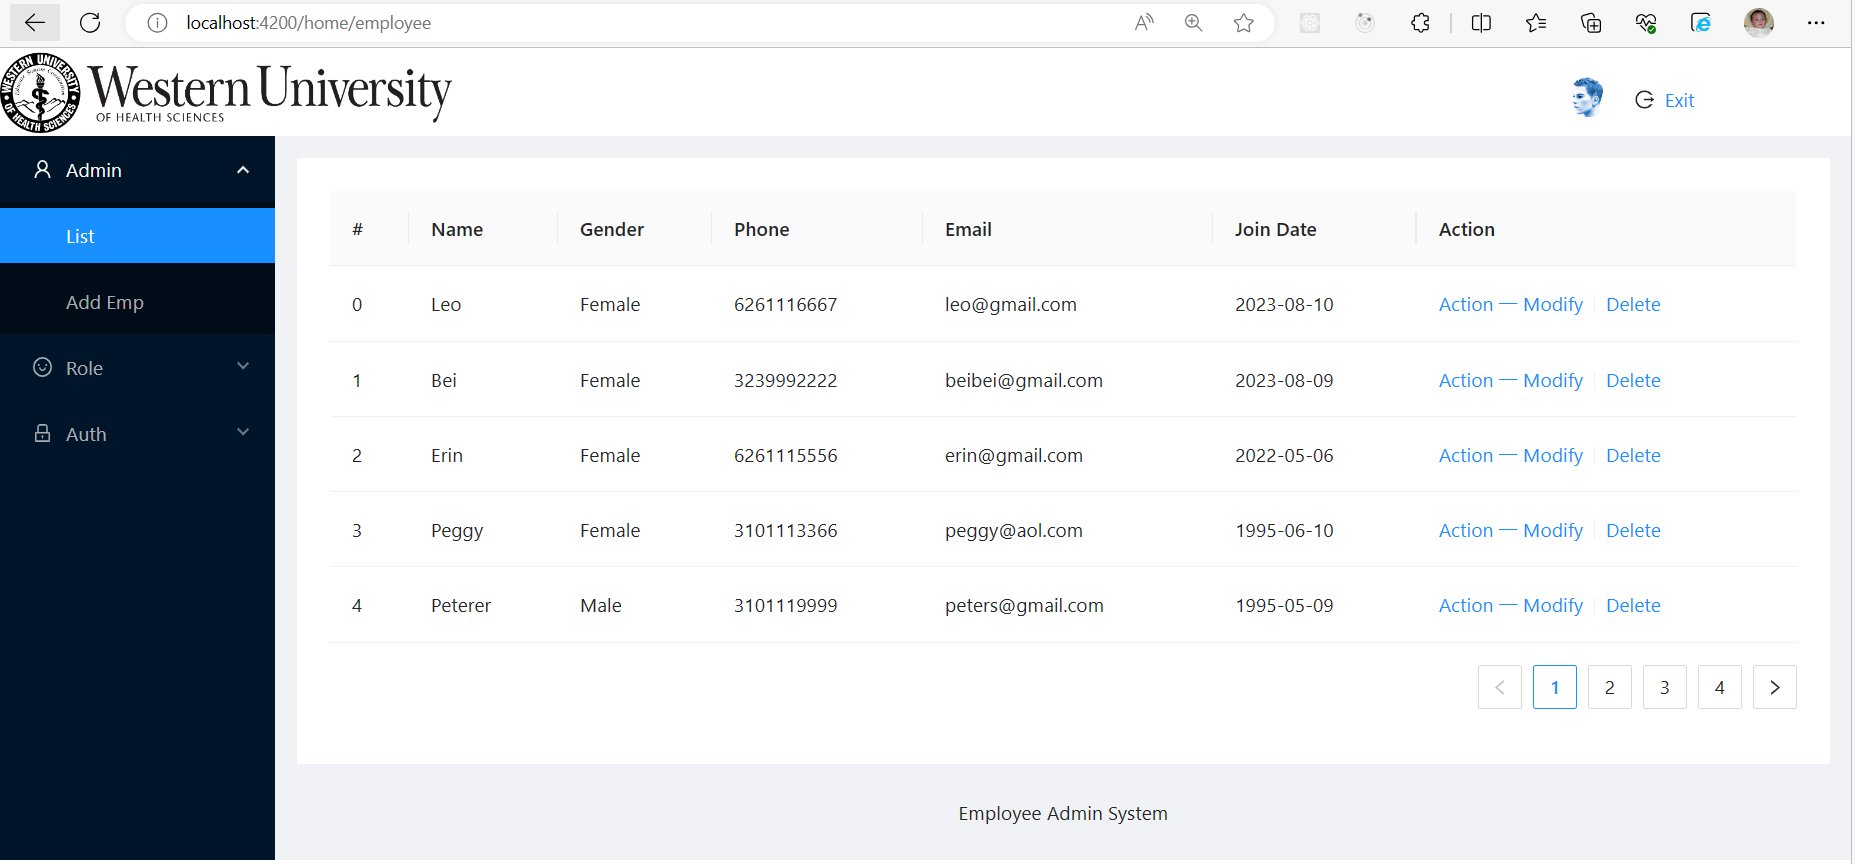 localhost:4200/home/employee
Western University
OF HEALTH SCIENCES
WESTERN UNIVERSITY
OF HEALTH SCIENCES
Exit
Admin
List
Add Emp
Role
Auth
# Name Gender Phone Email Join Date Action
0 Leo Female 6261116667 leo@gmail.com 2023-08-10 Action — Modify Delete
1 Bei Female 3239992222 beibei@gmail.com 2023-08-09 Action — Modify Delete
2 Erin Female 6261115556 erin@gmail.com 2022-05-06 Action — Modify Delete
3 Peggy Female 3101113366 peggy@aol.com 1995-06-10 Action — Modify Delete
4 Peterer Male 3101119999 peters@gmail.com 1995-05-09 Action — Modify Delete
< 1 2 3 4 >
Employee Admin System